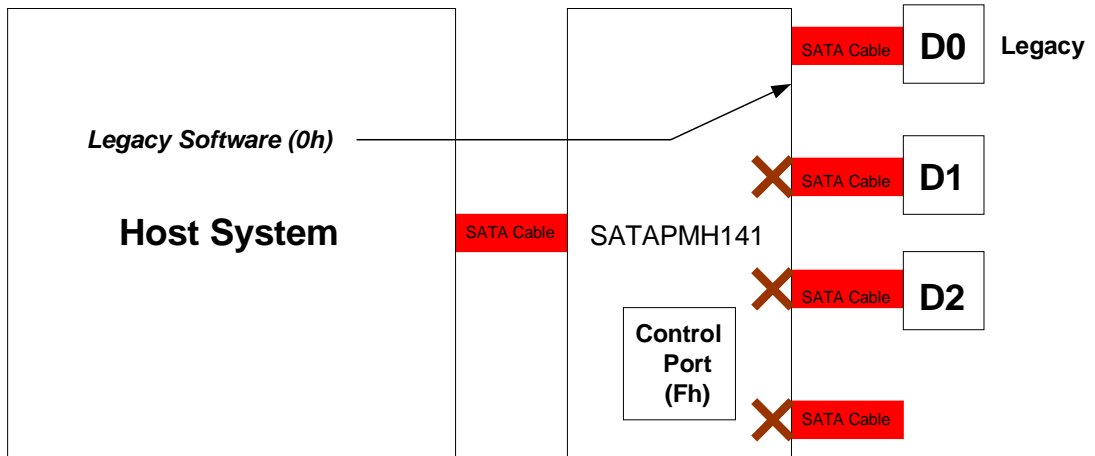 SATA Cable
D0
Legacy
Legacy Software (0h)
SATA Cable
D1
Host System
SATA Cable
SATAPMH141
SATA Cable
D2
Control
Port
(Fh)
SATA Cable